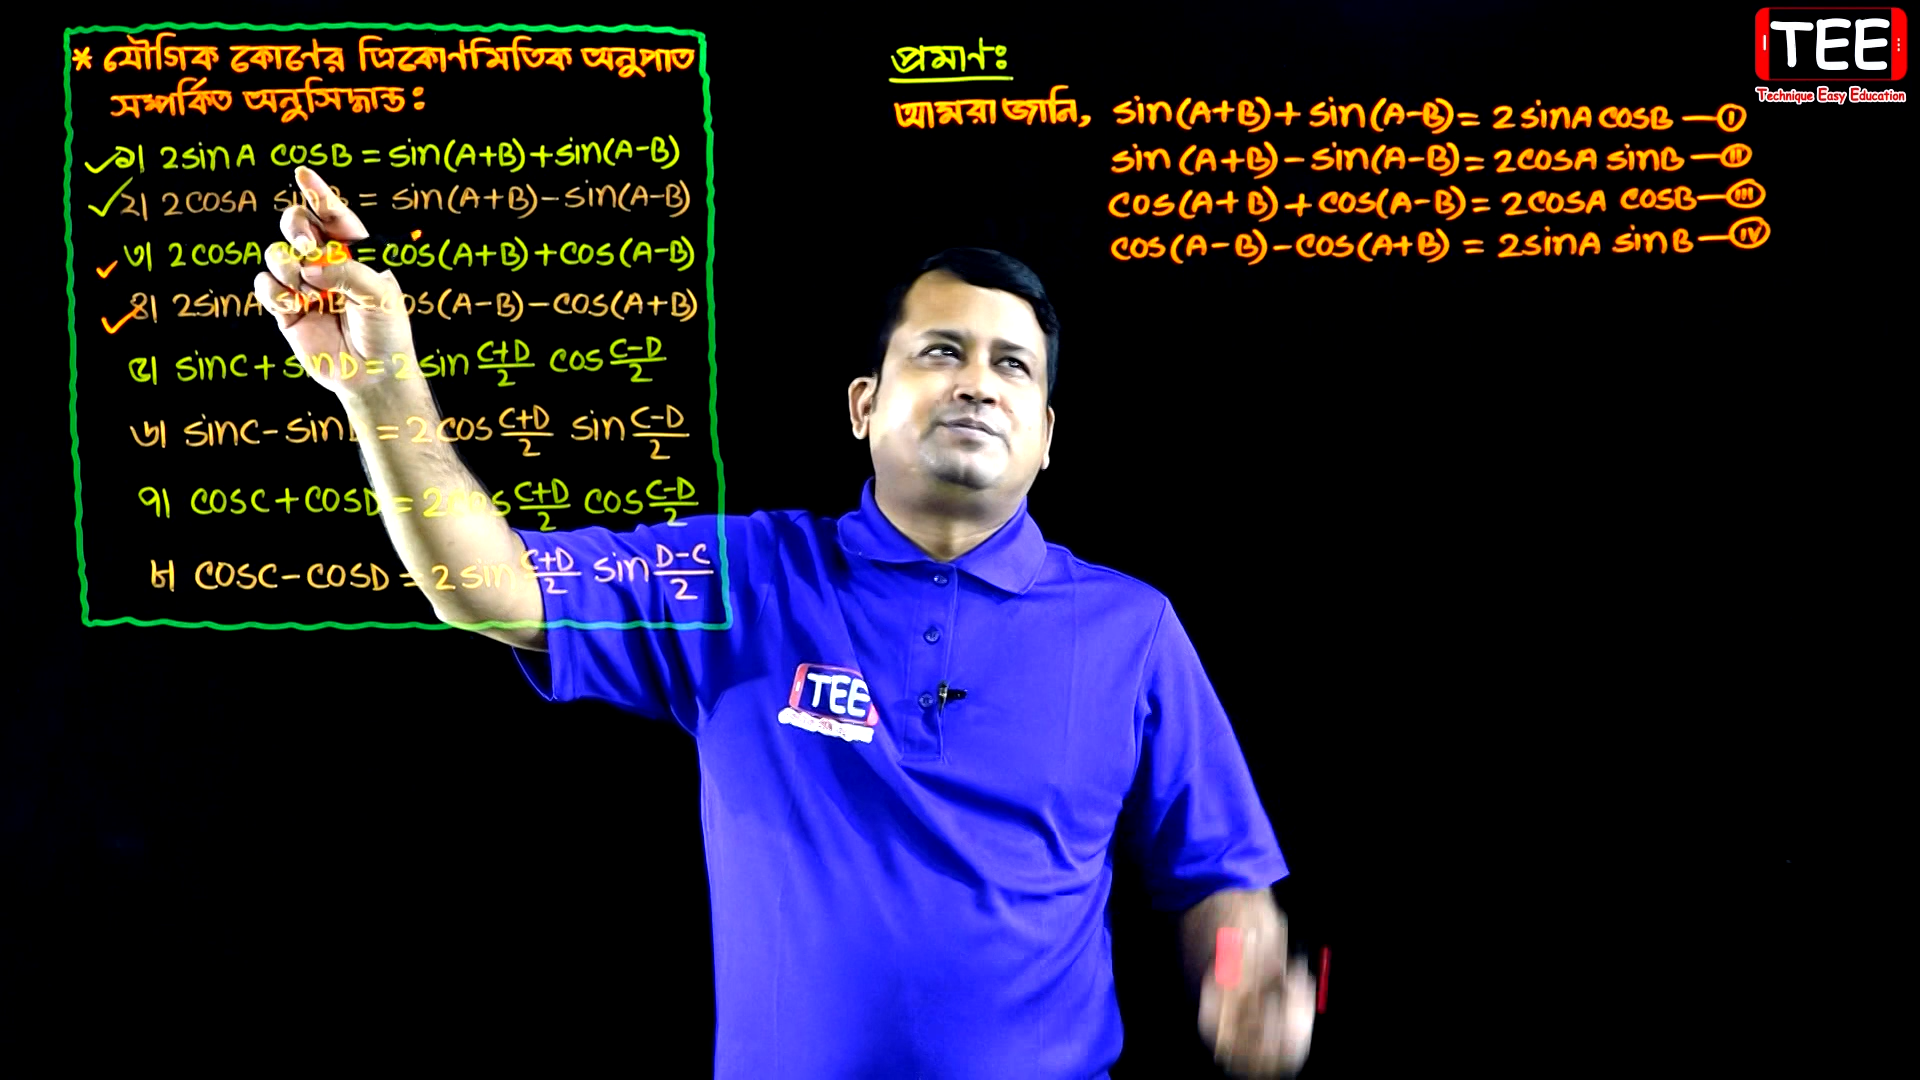 * যৌগিক কোণের ত্রিকোণমিতিক অনুপাত
সম্পর্কিত অনুসিদ্ধান্ত:
১। 2sinA cosB = sin(A+B)+sin(A-B)
২। 2cosA sinB = sin(A+B)-sin(A-B)
৩। 2cosA cosB = cos(A+B)+cos(A-B)
৪। 2sinA sinB = cos(A-B)-cos(A+B)
৫। sinC+sinD = 2sin C+D/2 cos C-D/2
৬। sinC-sinD = 2cos C+D/2 sin C-D/2
৭। cosC+cosD = 2cos C+D/2 cos C-D/2
৮। cosC-cosD = 2sin C+D/2 sin D-C/2
প্রমাণঃ
আমরা জানি, sin(A+B)+sin(A-B)= 2sinA cosB —(i)
sin(A+B)-sin(A-B)= 2cosA sinB —(ii)
cos(A+B)+cos(A-B)= 2cosA cosB —(iii)
cos(A-B)-cos(A+B) = 2sinA sinB —(iv)
TEE
Technique Easy Education
TEE